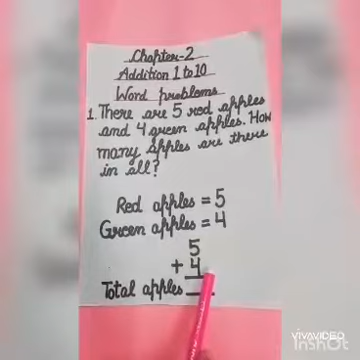 Chapter-2
Addition 1 to 10
Word problems
1. There are 5 red apples
and 4 green apples. How
many apples are there
in all?
Red apples = 5
Green apples = 4
5
+ 4
Total apples
VIVAVIDEO
InShOt